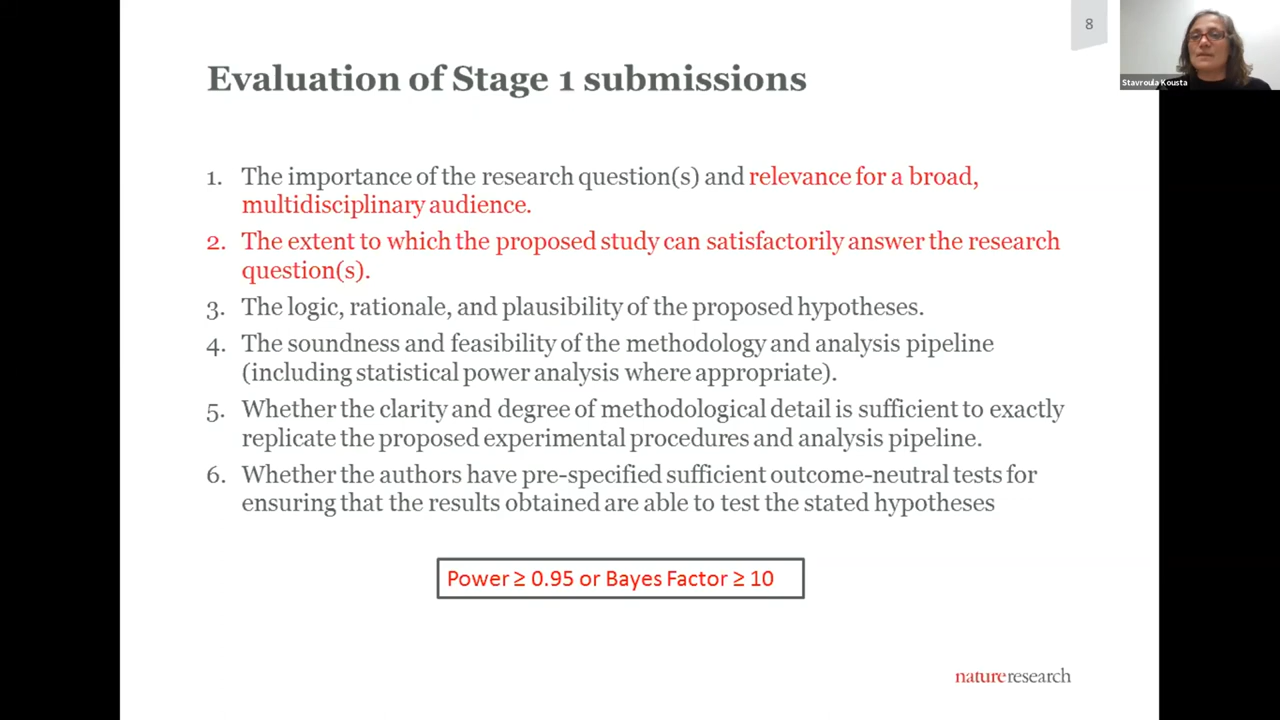 8
Stavroula Kousta
Evaluation of Stage 1 submissions
1. The importance of the research question(s) and relevance for a broad,
multidisciplinary audience.
2. The extent to which the proposed study can satisfactorily answer the research
question(s).
3. The logic, rationale, and plausibility of the proposed hypotheses.
4. The soundness and feasibility of the methodology and analysis pipeline
(including statistical power analysis where appropriate).
5. Whether the clarity and degree of methodological detail is sufficient to exactly
replicate the proposed experimental procedures and analysis pipeline.
6. Whether the authors have pre-specified sufficient outcome-neutral tests for
ensuring that the results obtained are able to test the stated hypotheses
Power ≥ 0.95 or Bayes Factor ≥ 10
natureresearch